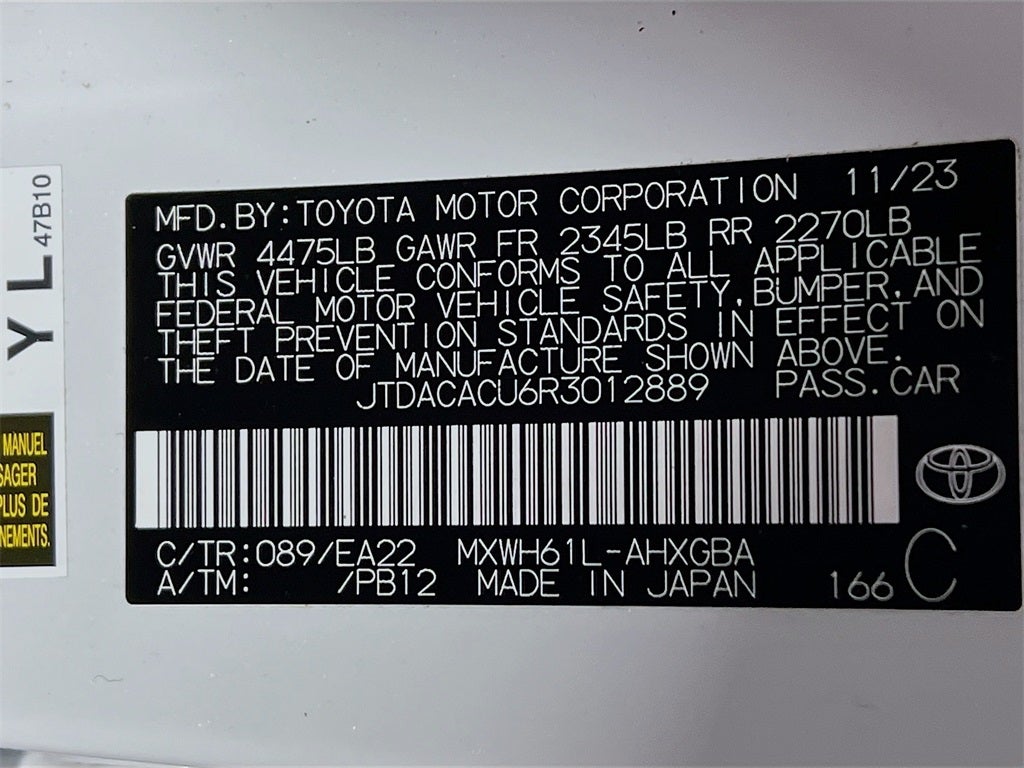 MFD. BY: TOYOTA MOTOR CORPORATION 11/23
GVWR 4475LB GAWR FR 2345LB RR 2270LB
THIS VEHICLE CONFORMS TO ALL APPLICABLE
FEDERAL MOTOR VEHICLE SAFETY, BUMPER, AND
THEFT PREVENTION STANDARDS IN EFFECT ON
THE DATE OF MANUFACTURE SHOWN ABOVE.
JTDACACU6R3012889 PASS. CAR
C/TR: 089/EA22 MXWH61L-AHXGBA
A/TM: /PB12 MADE IN JAPAN 166 C
Y L 47B10
MANUEL
SAGER
PLUS DE
NEMENTS.